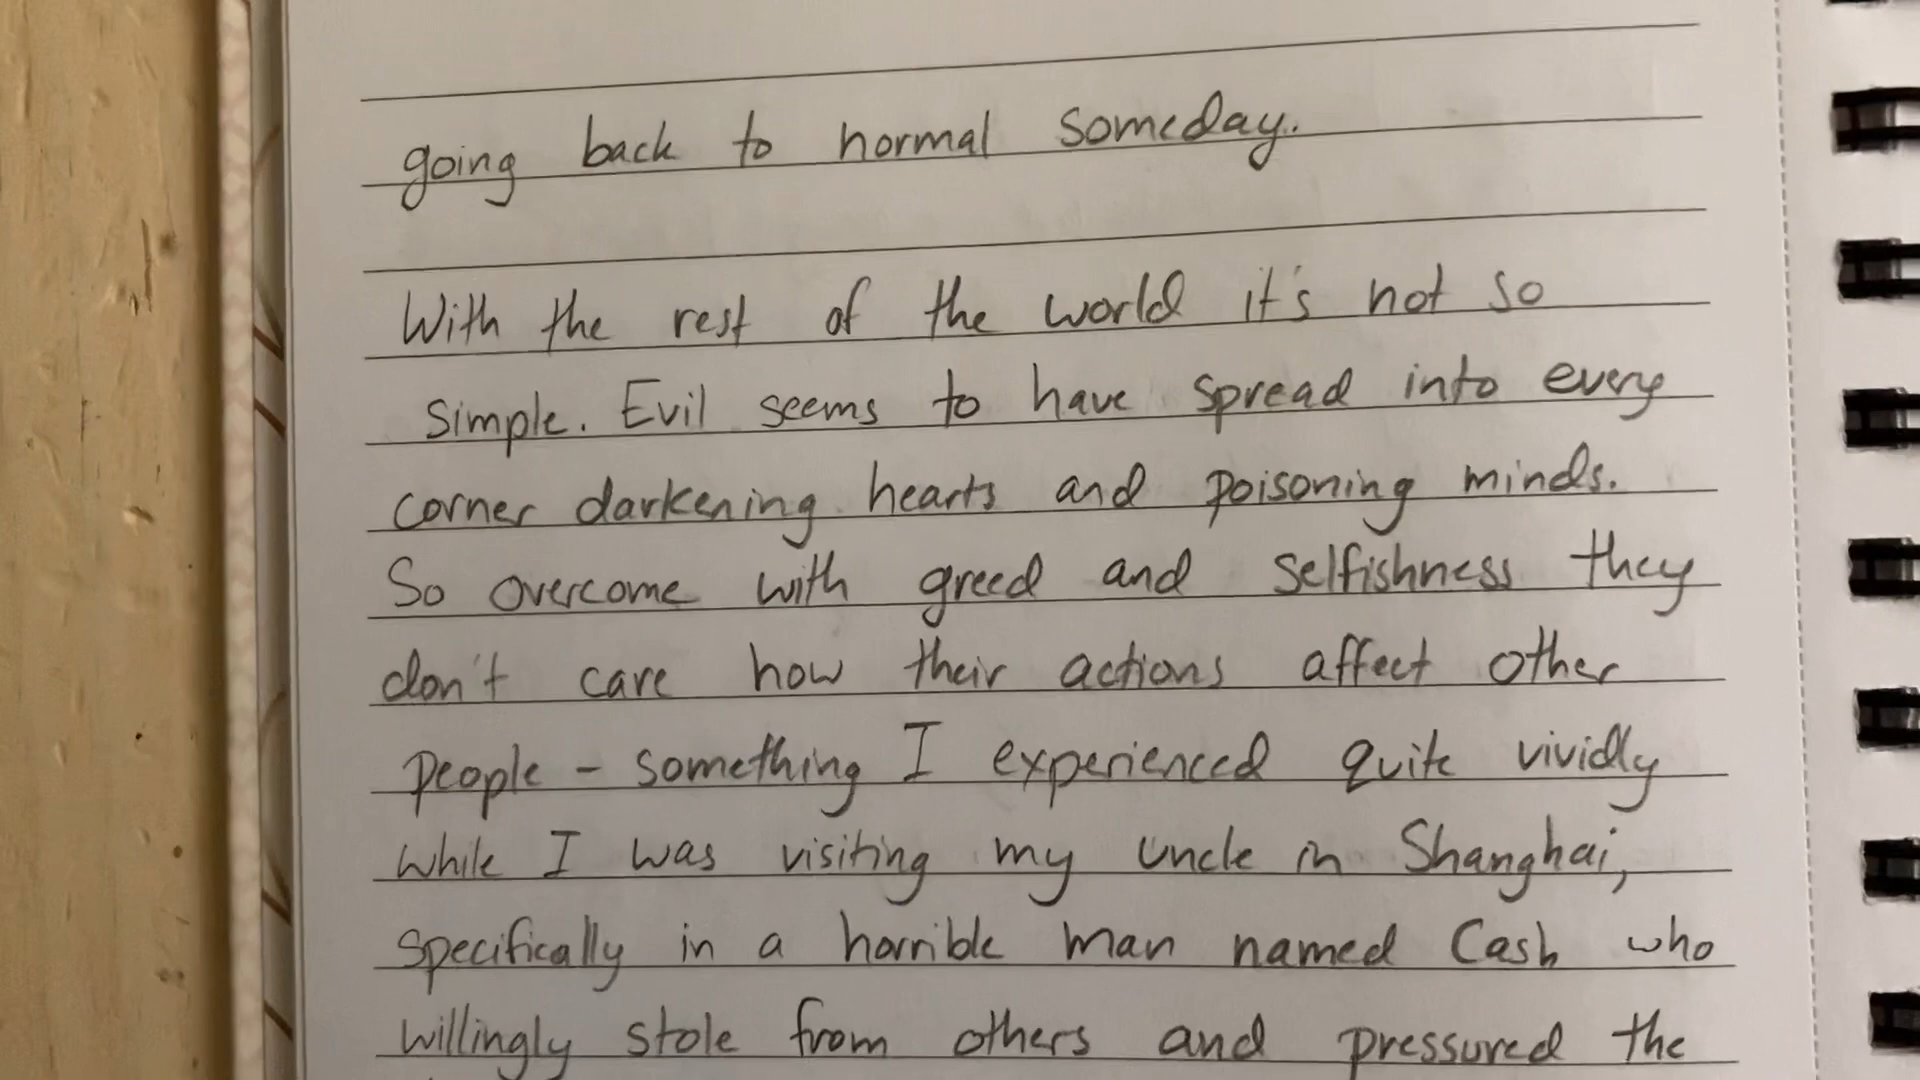 going back to normal someday.
With the rest of the world it's not so
simple. Evil seems to have spread into every
corner darkening hearts and poisoning minds.
So overcome with greed and selfishness they
don't care how their actions affect other
people - something I experienced quite vividly
while I was visiting my uncle in Shanghai,
specifically in a horrible man named Cash who
willingly stole from others and pressured the